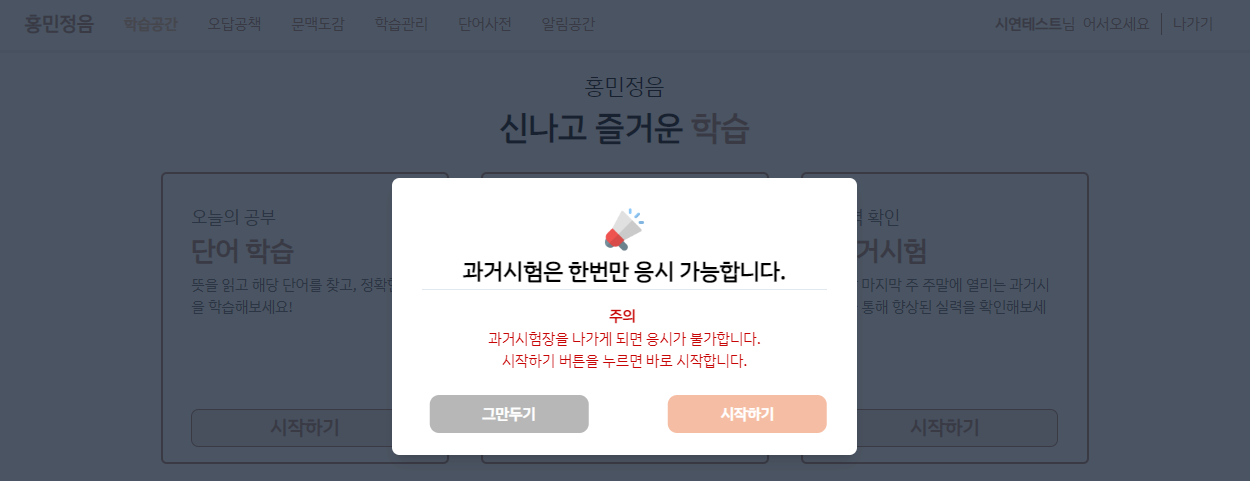 홍민정음 학습공간 오답공책 문맥도감 학습관리 단어사전 알림공간 시연테스트님 어서오세요 나가기
홍민정음
신나고 즐거운 학습
오늘의 공부
단어 학습
뜻을 읽고 해당 단어를 찾고,
을 학습해보세요!
시작하기
과거시험은 한번만 응시 가능합니다.
주의
과거시험장을 나가게 되면 응시가 불가합니다.
시작하기 버튼을 누르면 바로 시작합니다.
그만두기 시작하기
확인
거시험
마지막 주 주말에 열리는 과거시
통해 향상된 실력을 확인해보세
시작하기